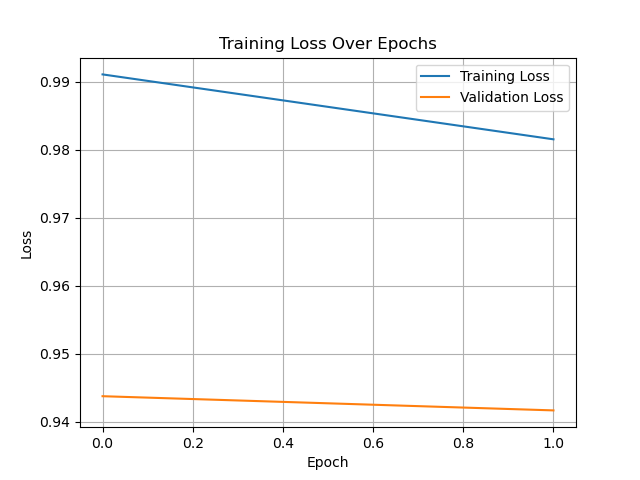 Training Loss Over Epochs
Training Loss
Validation Loss
0.99
0.98
0.97
0.96
0.95
0.94
Loss
0.0 0.2 0.4 0.6 0.8 1.0
Epoch